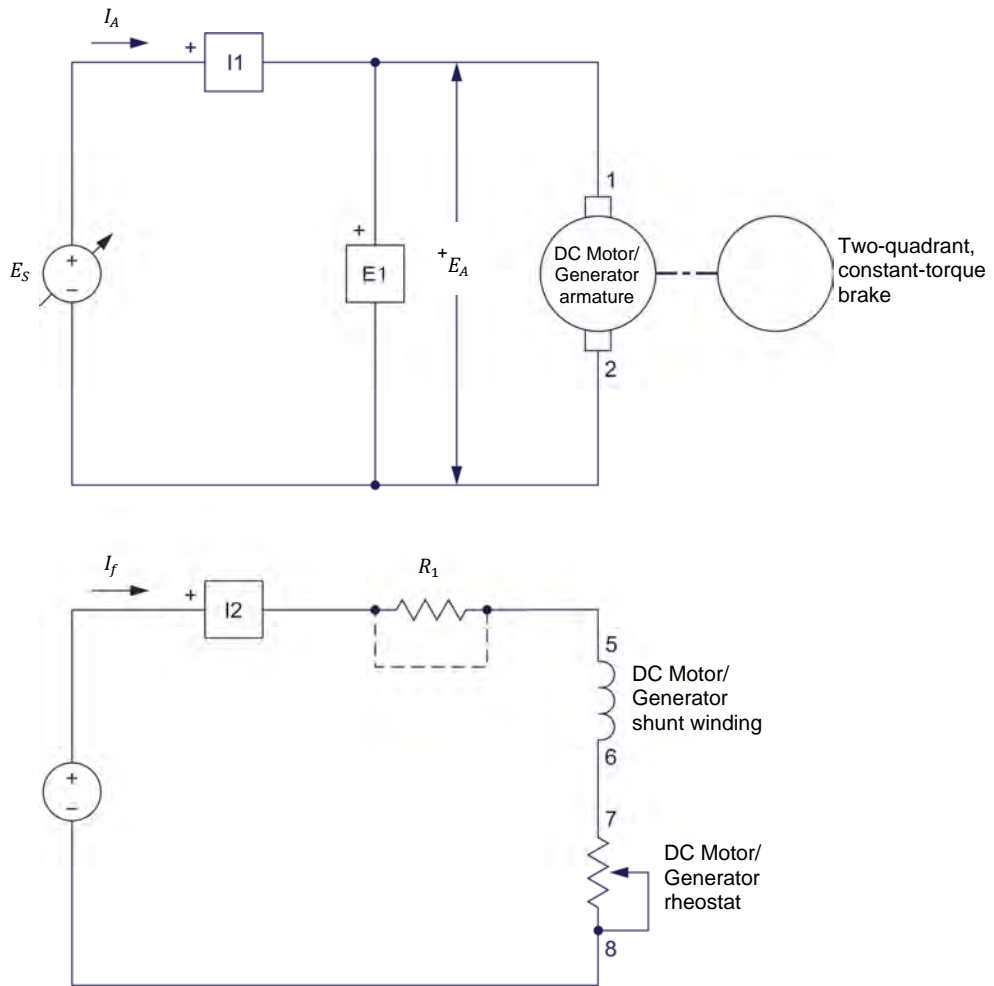 I_A
+
I1
1
E_S
+
−
+
E1
+
E_A
DC Motor/
Generator
armature
Two-quadrant,
constant-torque
brake
2
I_f
+
I2
R_1
5
DC Motor/
Generator
shunt winding
6
+
−
7
DC Motor/
Generator
rheostat
8